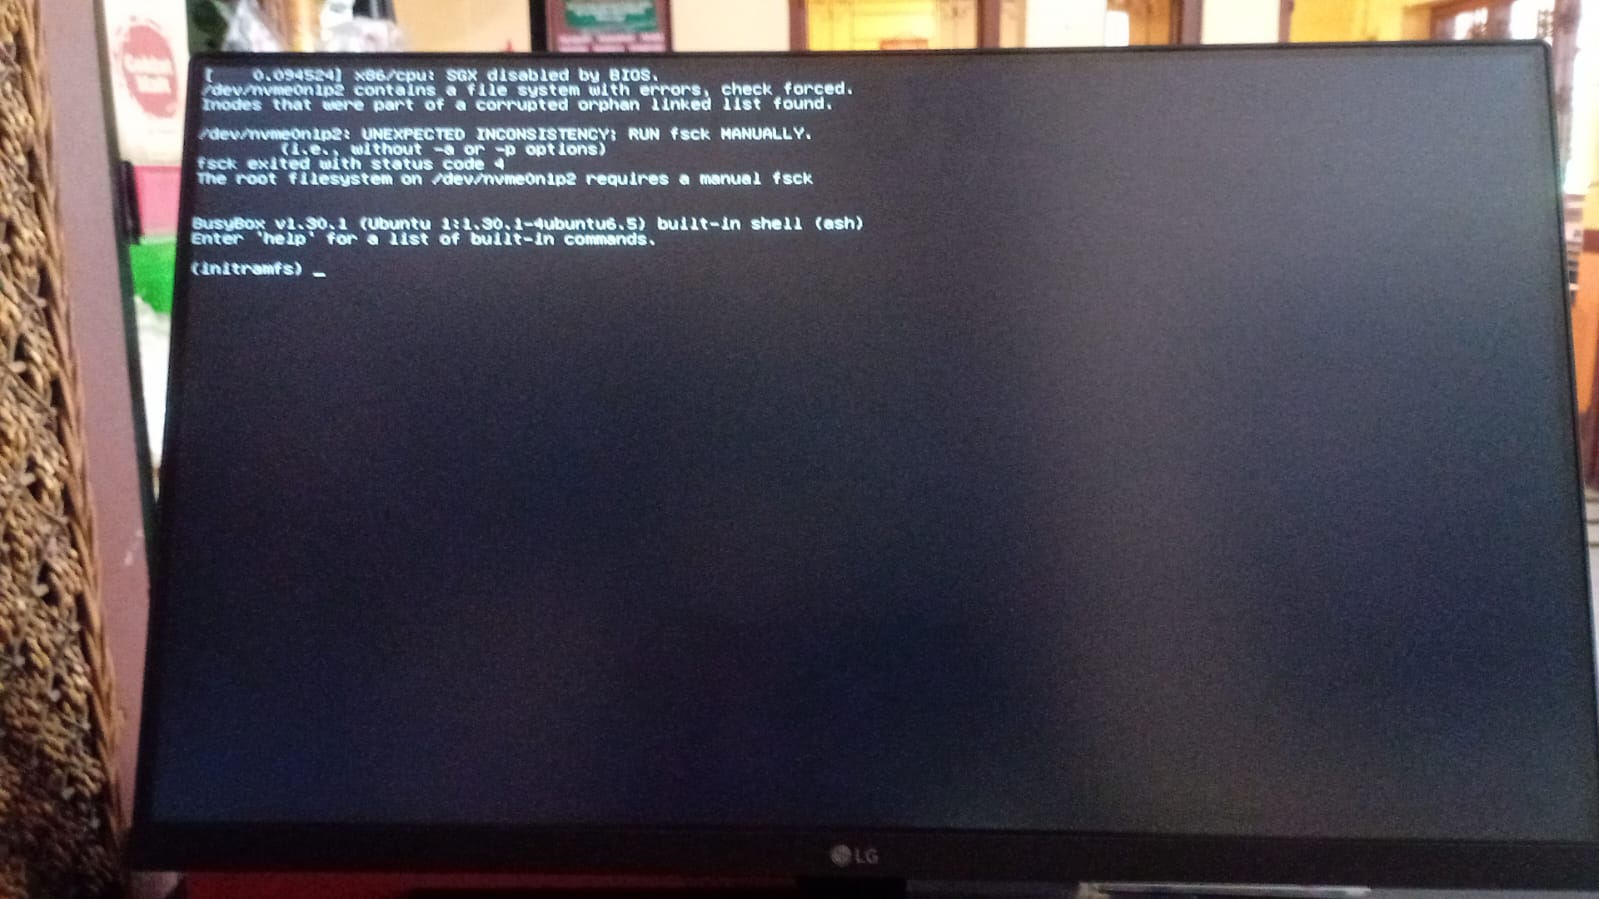 [    0.094524] x86/cpu: SGX disabled by BIOS.
/dev/nvme0n1p2 contains a file system with errors, check forced.
Inodes that were part of a corrupted orphan linked list found.
/dev/nvme0n1p2: UNEXPECTED INCONSISTENCY; RUN fsck MANUALLY.
(i.e., without -a or -p options)
fsck exited with status code 4
The root filesystem on /dev/nvme0n1p2 requires a manual fsck
BusyBox v1.30.1 (Ubuntu 1:1.30.1-4ubuntu6.5) built-in shell (ash)
Enter 'help' for a list of built-in commands.
(initramfs) _
LG